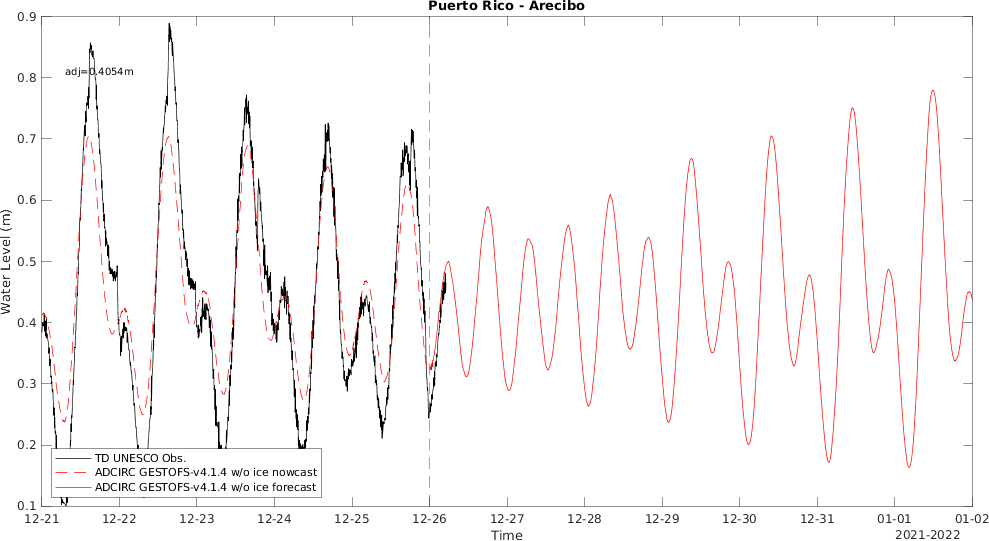 Puerto Rico - Arecibo
0.9
0.8
0.7
0.6
0.5
0.4
0.3
0.2
0.1
Water Level (m)
adj=0.4054m
TD UNESCO Obs.
ADCIRC GESTOFS-v4.1.4 w/o ice nowcast
ADCIRC GESTOFS-v4.1.4 w/o ice forecast
12-21 12-22 12-23 12-24 12-25 12-26 12-27 12-28 12-29 12-30 12-31 01-01 01-02
Time
2021-2022